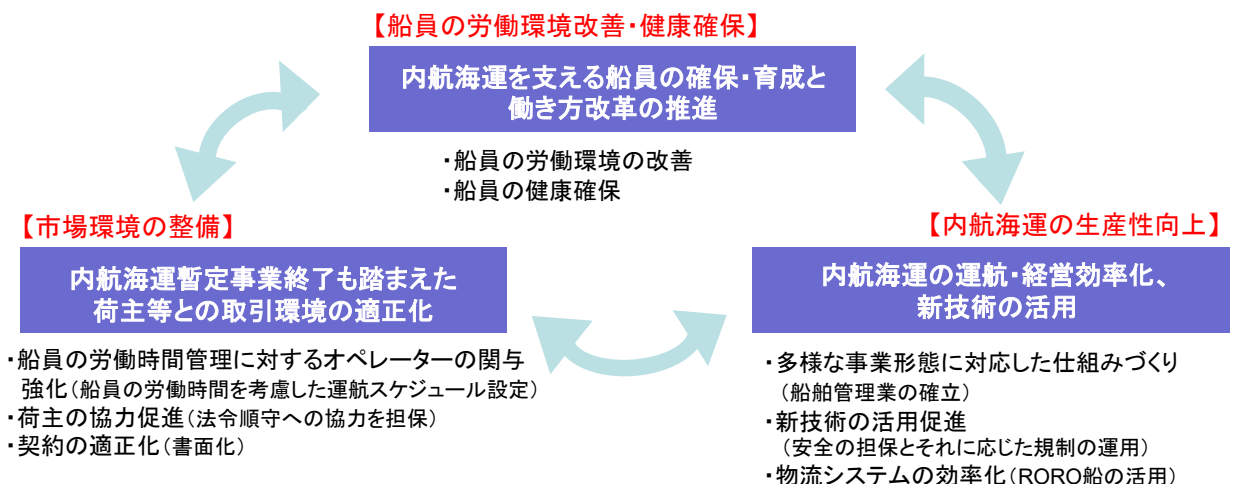 【船員の労働環境改善・健康確保】
内航海運を支える船員の確保・育成と
働き方改革の推進
・船員の労働環境の改善
・船員の健康確保
【市場環境の整備】
内航海運暫定事業終了も踏まえた
荷主等との取引環境の適正化
・船員の労働時間管理に対するオペレーターの関与
強化(船員の労働時間を考慮した運航スケジュール設定)
・荷主の協力促進(法令順守への協力を担保)
・契約の適正化(書面化)
【内航海運の生産性向上】
内航海運の運航・経営効率化、
新技術の活用
・多様な事業形態に対応した仕組みづくり
(船舶管理業の確立)
・新技術の活用促進
(安全の担保とそれに応じた規制の運用)
・物流システムの効率化(RORO船の活用)